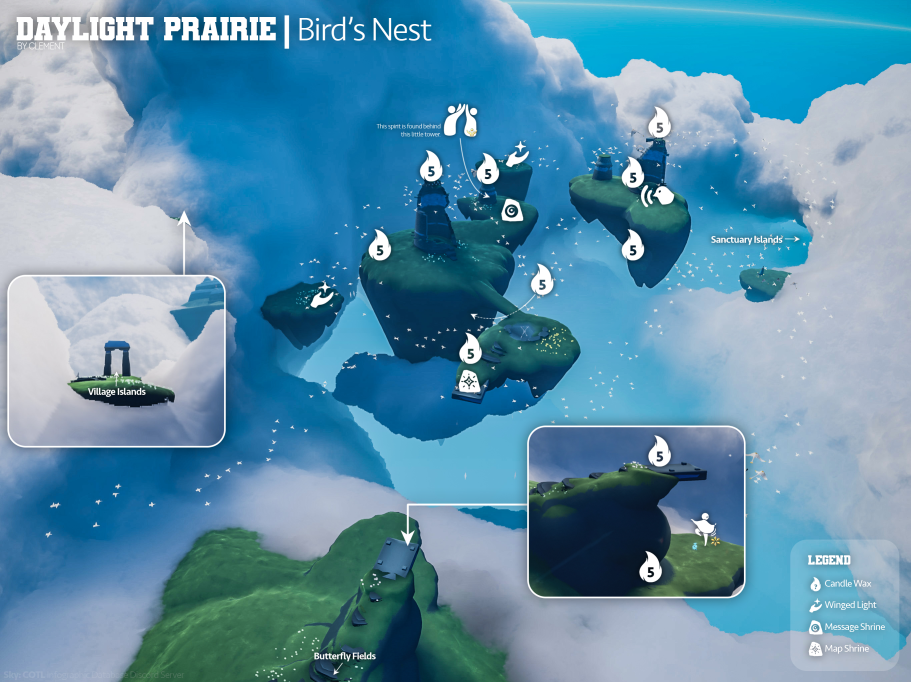 DAYLIGHT PRAIRIE | Bird's Nest
BY CLEMENT
This spirit is found behind
this little tower
5
5
5
5
5
5
Sanctuary Islands
5
5
Village Islands
5
5
5
LEGEND
Candle Wax
Winged Light
Message Shrine
Map Shrine
Butterfly Fields